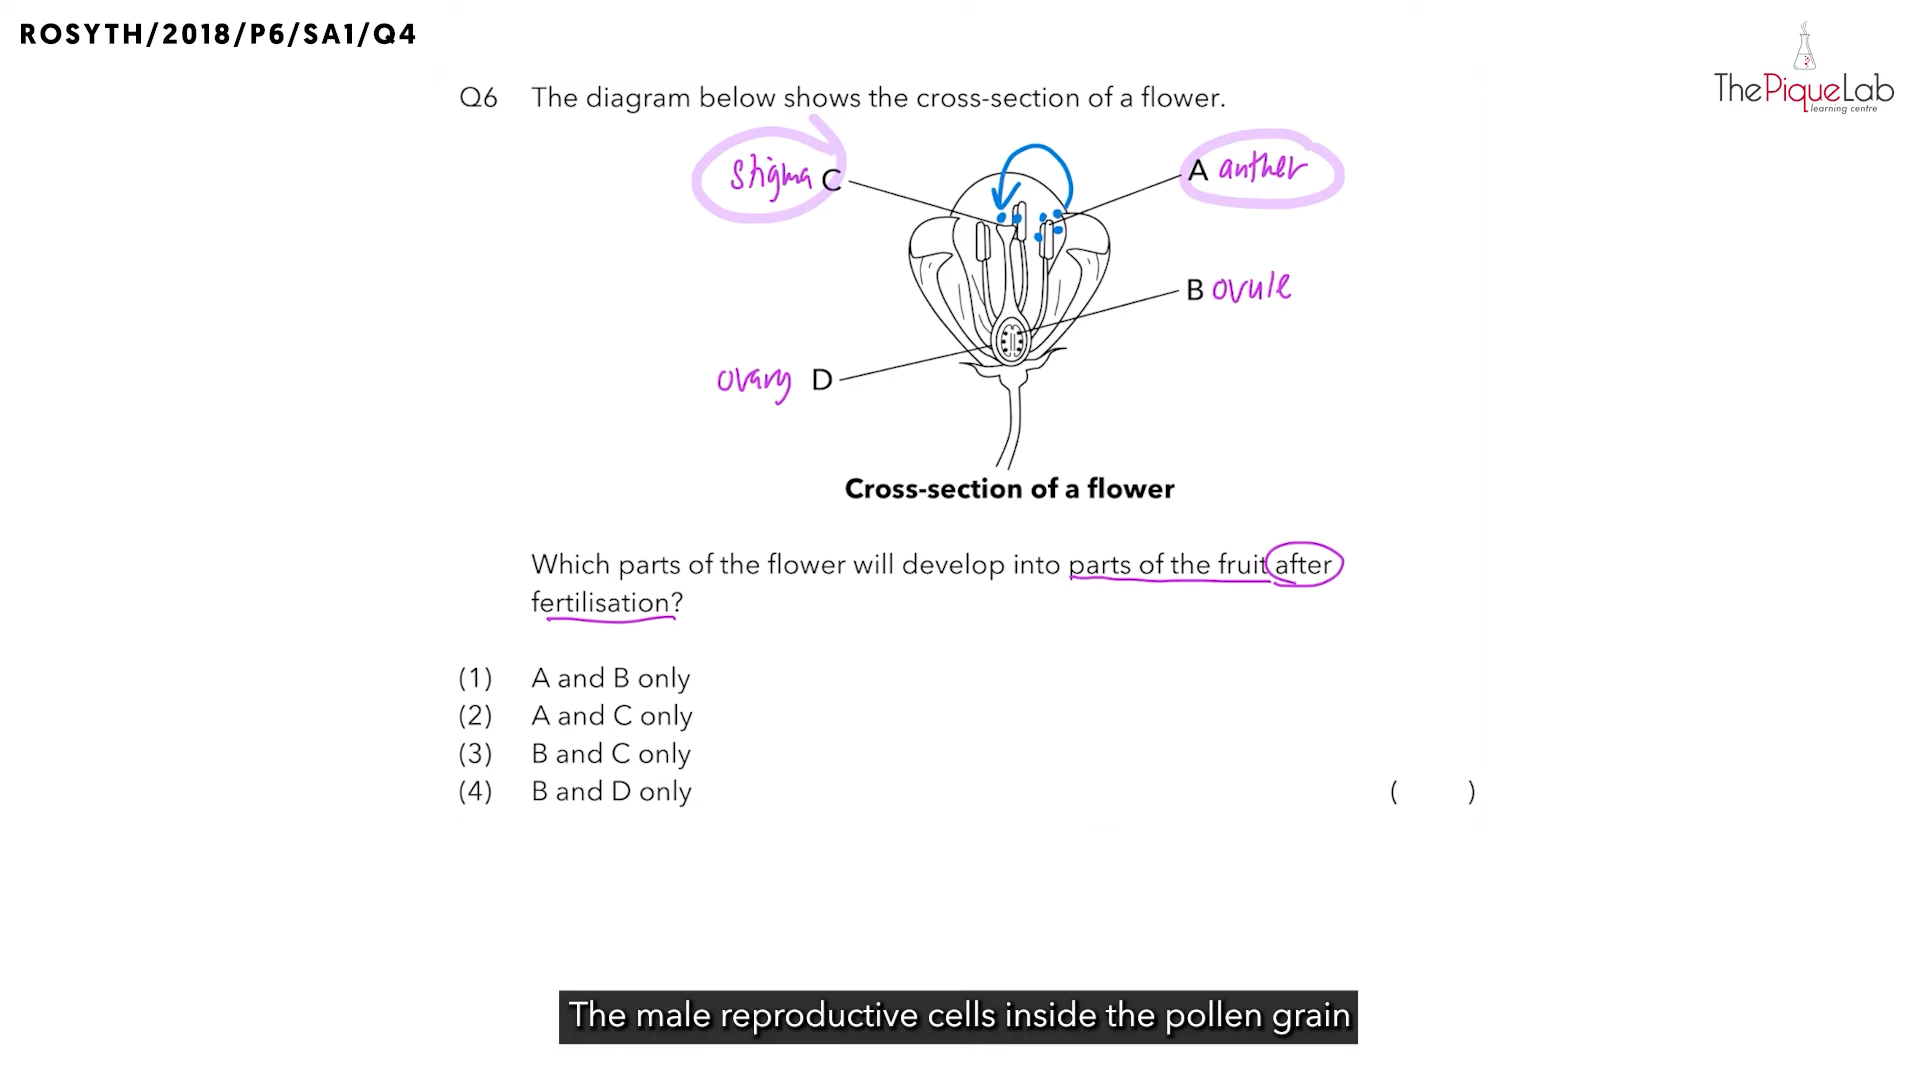 ROSYTH/2018/P6/SA1/Q4
ThePiqueLab
learning centre
Q6 The diagram below shows the cross-section of a flower.
stigma C
A anther
B ovule
ovary D
Cross-section of a flower
Which parts of the flower will develop into parts of the fruit after
fertilisation?
(1) A and B only
(2) A and C only
(3) B and C only
(4) B and D only ( )
The male reproductive cells inside the pollen grain